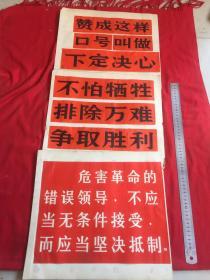 赞成这样
口号叫做
下定决心
不怕牺牲
排除万难
争取胜利
危害革命的
错误领导，不应
当无条件接受，
而应当坚决抵制。